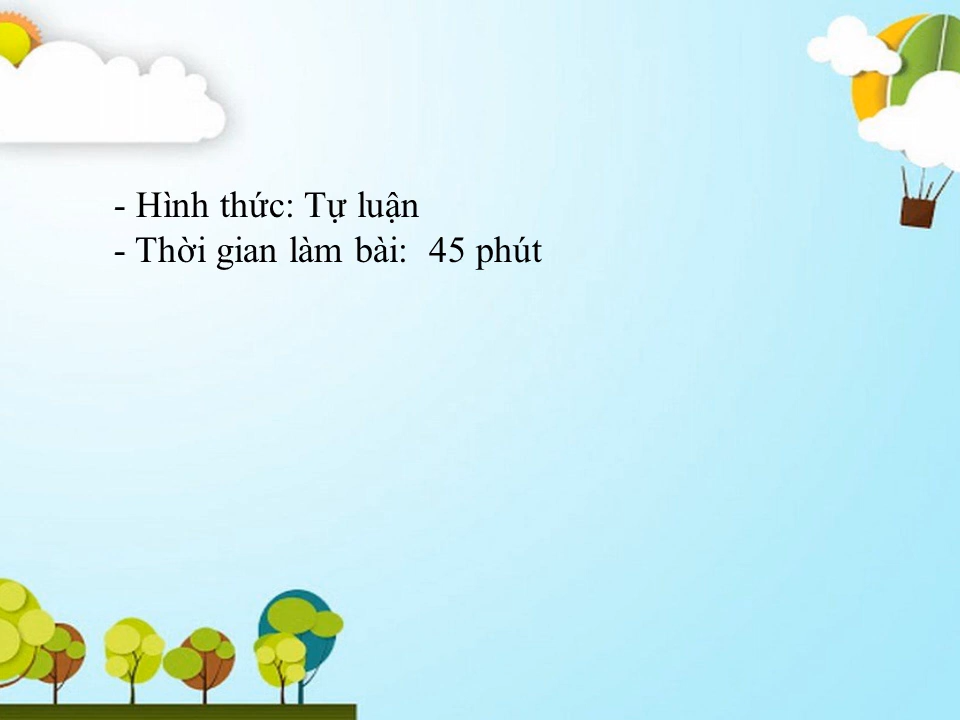 - Hình thức: Tự luận
- Thời gian làm bài:  45 phút